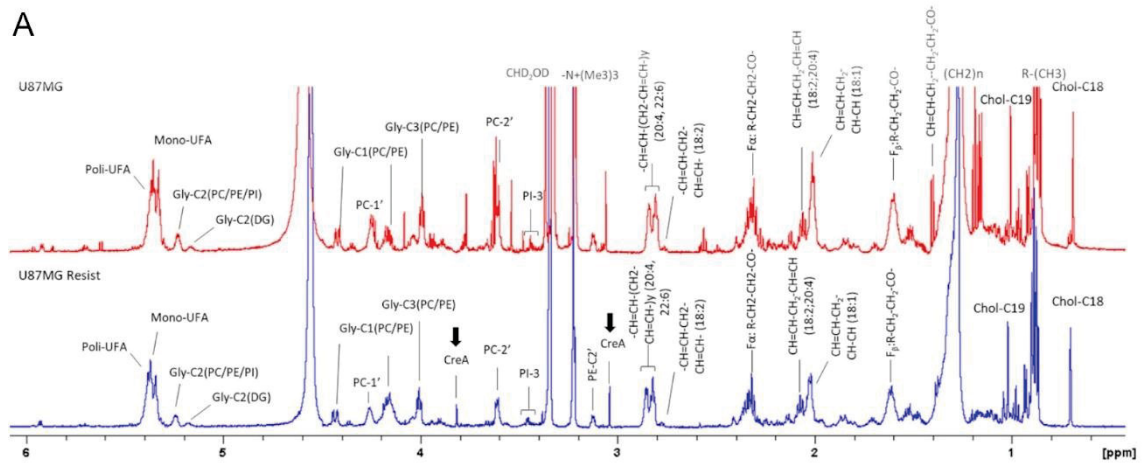 A
U87MG
Poli-UFA
Mono-UFA
Gly-C2(PC/PE/PI)
Gly-C2(DG)
Gly-C1(PC/PE)
PC-1'
Gly-C3(PC/PE)
PC-2'
PI-3
CHD2OD
-N+(Me3)3
-CH=CH-(CH2-CH=CH-)y
(20:4, 22:6)
-CH=CH-CH2-
CH=CH- (18:2)
Fα: R-CH2-CH2-CO-
CH=CH-CH2-CH=CH
(18:2;20:4)
CH=CH-CH2-
CH-CH (18:1)
Fβ:R-CH2-CH2-CO-
CH=CH-CH2--CH2-CH2-CO-
(CH2)n
Chol-C19
R-(CH3)
Chol-C18
U87MG Resist
Poli-UFA
Mono-UFA
Gly-C2(PC/PE/PI)
Gly-C2(DG)
Gly-C1(PC/PE)
PC-1'
Gly-C3(PC/PE)
CreA
PC-2'
PI-3
PE-C2'
CreA
-CH=CH-(CH2-
CH=CH-)y (20:4,
22:6)
-CH=CH-CH2-
CH=CH- (18:2)
Fα: R-CH2-CH2-CO-
CH=CH-CH2-CH=CH
(18:2;20:4)
CH=CH-CH2-
CH-CH (18:1)
Fβ:R-CH2-CH2-CO-
Chol-C19
Chol-C18
6 5 4 3 2 1 [ppm]